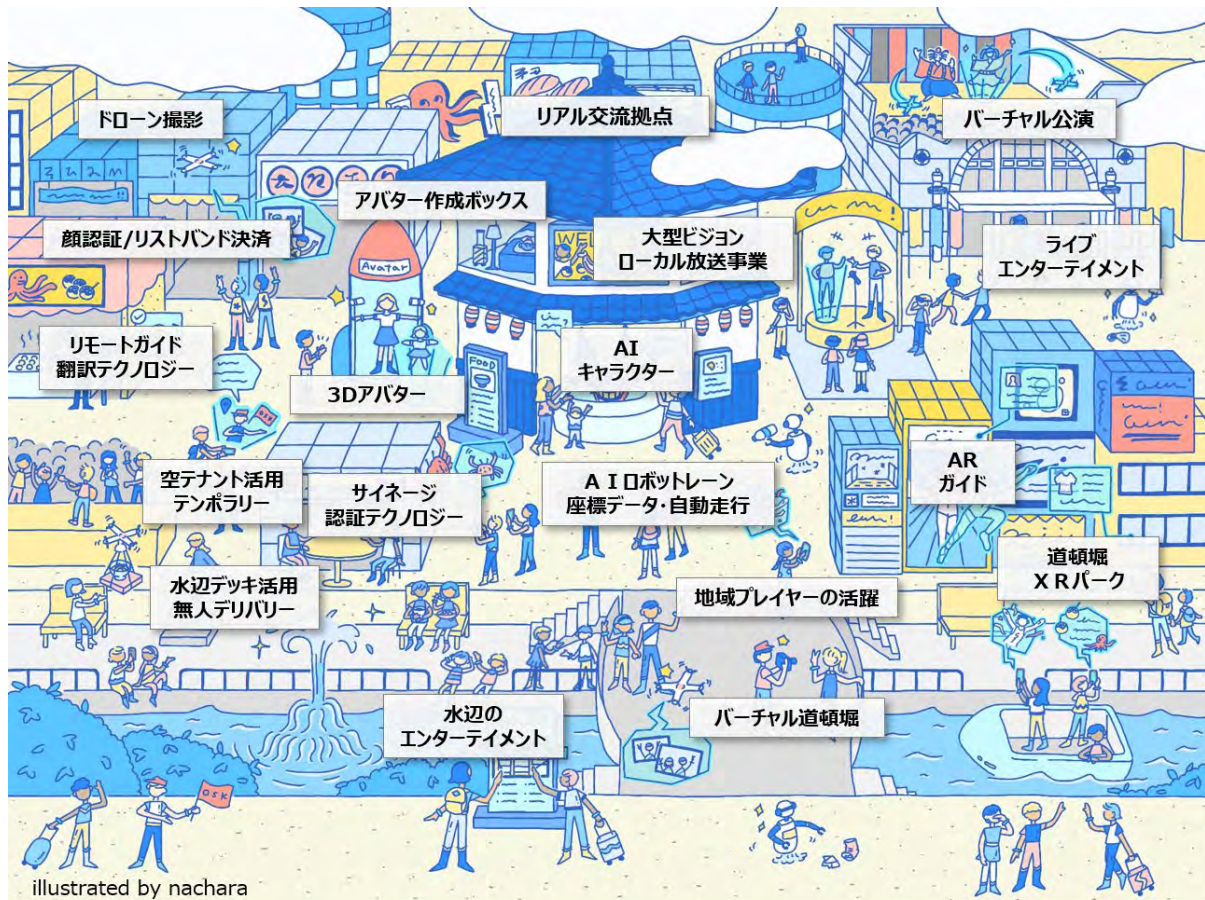 ドローン撮影
リアル交流拠点
バーチャル公演
アバター作成ボックス
顔認証/リストバンド決済
大型ビジョン
ローカル放送事業
ライブ
エンターテイメント
Avatar
リモートガイド
翻訳テクノロジー
3Dアバター
AI
キャラクター
FOOD
空テナント活用
テンポラリー
サイネージ
認証テクノロジー
AIロボットレーン
座標データ・自動走行
AR
ガイド
道頓堀
XRパーク
水辺デッキ活用
無人デリバリー
地域プレイヤーの活躍
水辺の
エンターテイメント
バーチャル道頓堀
OSK
illustrated by nachara